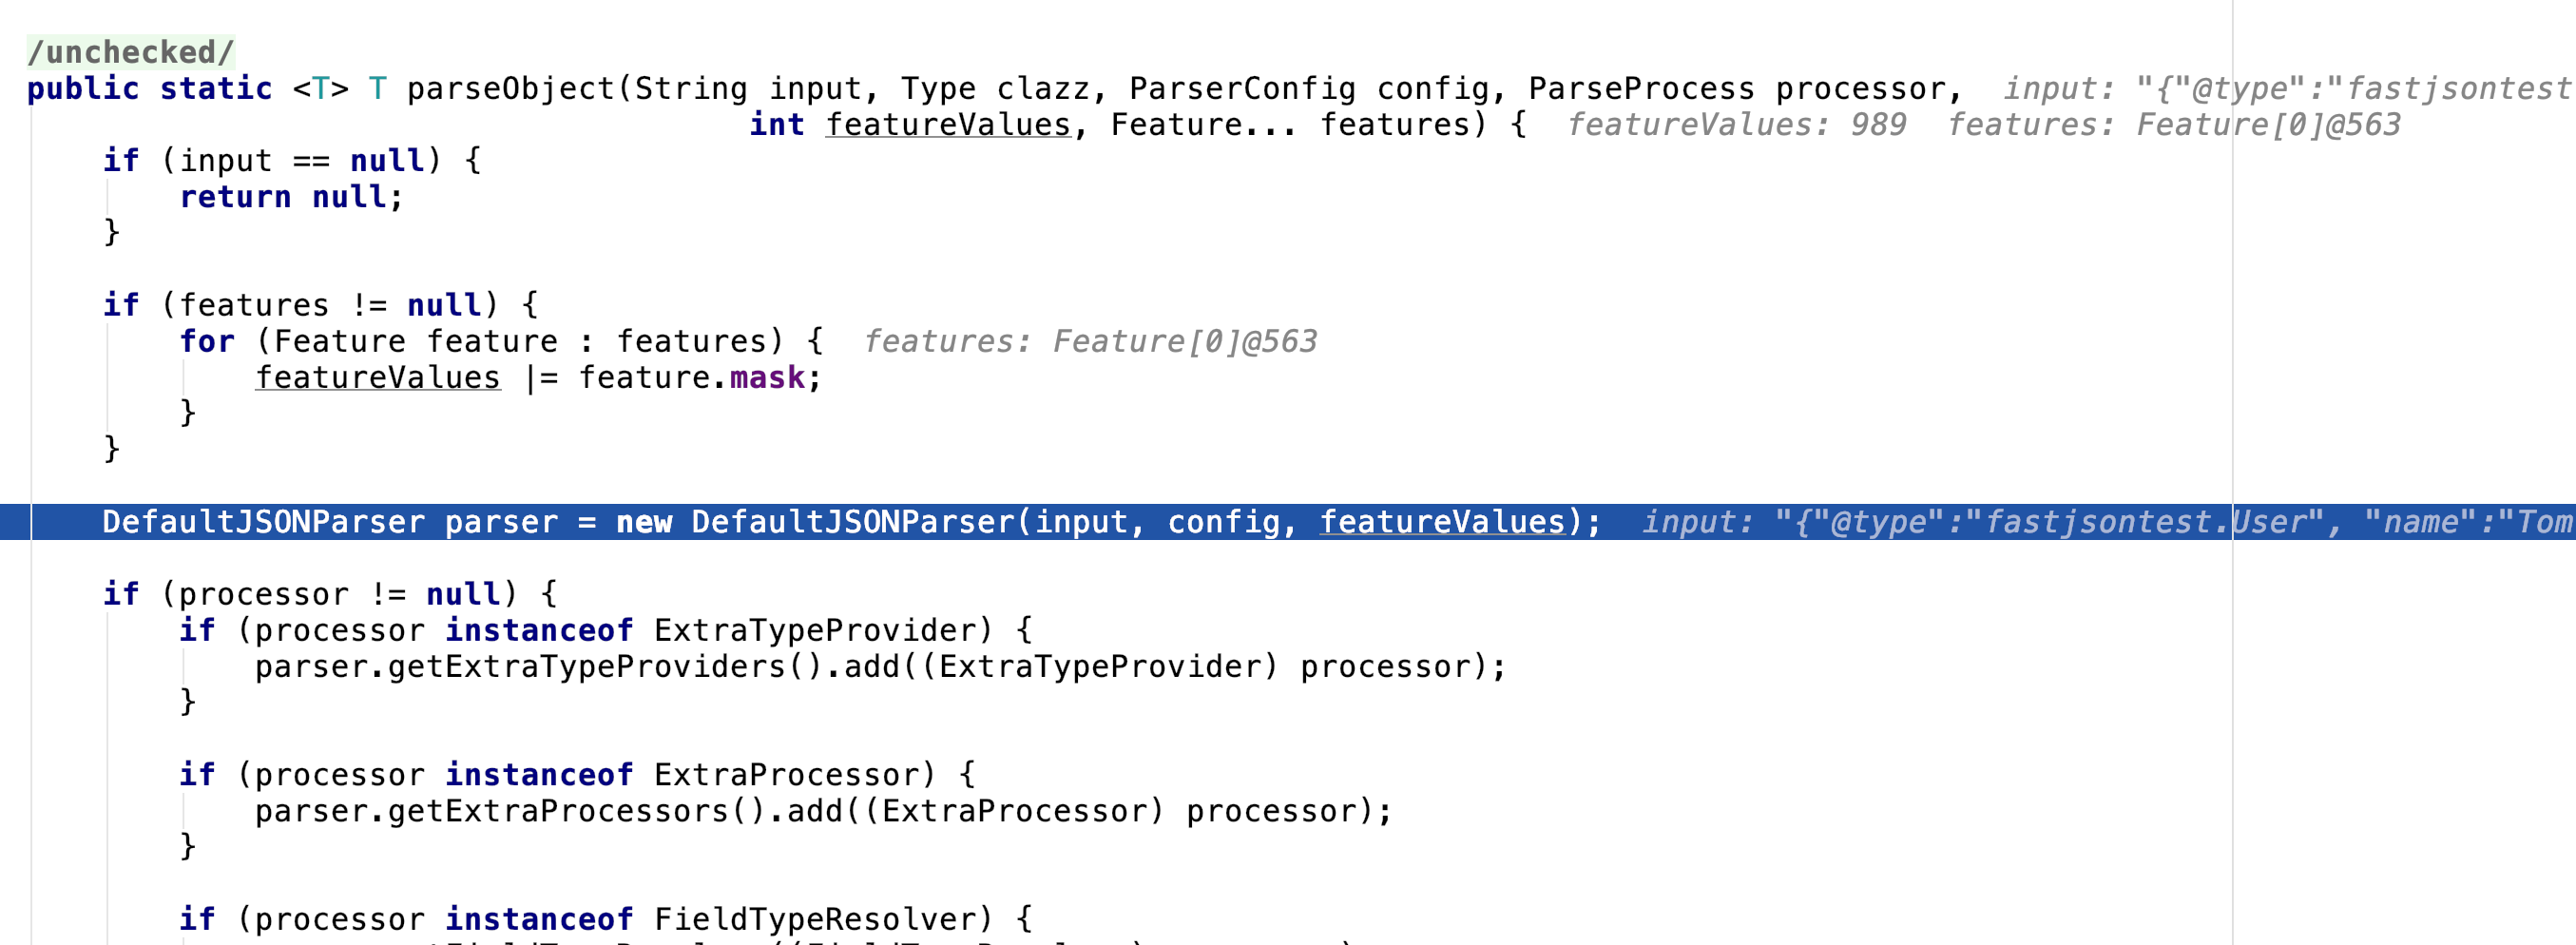 /unchecked/
public static <T> T parseObject(String input, Type clazz, ParserConfig config, ParseProcess processor,  input: "{"@type":"fastjsontest
int featureValues, Feature... features) {  featureValues: 989  features: Feature[0]@563
if (input == null) {
return null;
}
if (features != null) {
for (Feature feature : features) {  features: Feature[0]@563
featureValues |= feature.mask;
}
}
DefaultJSONParser parser = new DefaultJSONParser(input, config, featureValues);  input: "{"@type":"fastjsontest.User", "name":"Tom
if (processor != null) {
if (processor instanceof ExtraTypeProvider) {
parser.getExtraTypeProviders().add((ExtraTypeProvider) processor);
}
if (processor instanceof ExtraProcessor) {
parser.getExtraProcessors().add((ExtraProcessor) processor);
}
if (processor instanceof FieldTypeResolver) {